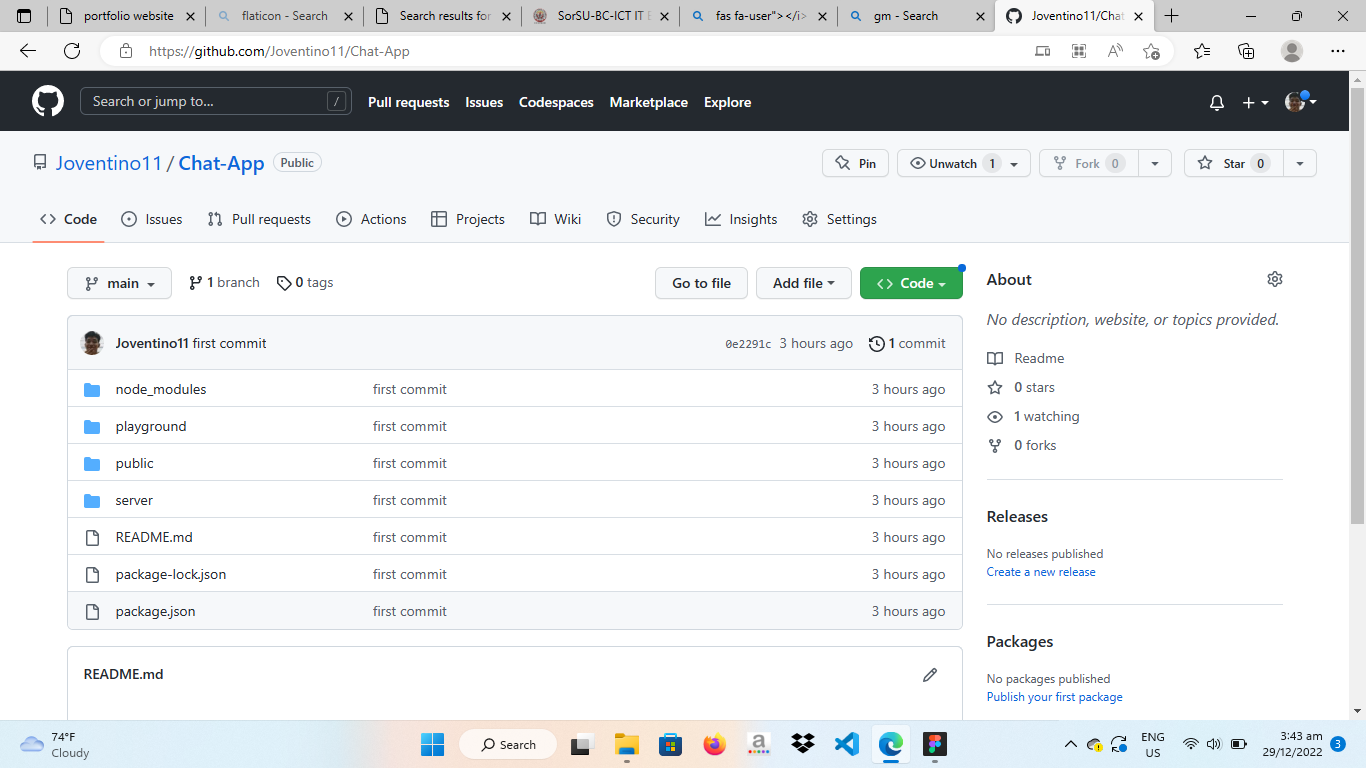 portfolio website
flaticon - Search
Search results for
SorSU-BC-ICT IT E
fas fa-user"></i>
gm - Search
Joventino11/Chat
https://github.com/Joventino11/Chat-App
Search or jump to... /
Pull requests Issues Codespaces Marketplace Explore
Joventino11 / Chat-App Public
Pin Unwatch 1 Fork 0 Star 0
Code Issues Pull requests Actions Projects Wiki Security Insights Settings
main 1 branch 0 tags Go to file Add file Code
Joventino11 first commit 0e2291c 3 hours ago 1 commit
node_modules first commit 3 hours ago
playground first commit 3 hours ago
public first commit 3 hours ago
server first commit 3 hours ago
README.md first commit 3 hours ago
package-lock.json first commit 3 hours ago
package.json first commit 3 hours ago
README.md
About
No description, website, or topics provided.
Readme
0 stars
1 watching
0 forks
Releases
No releases published
Create a new release
Packages
No packages published
Publish your first package
74°F
Cloudy
Search
ENG
US
3:43 am
29/12/2022
3